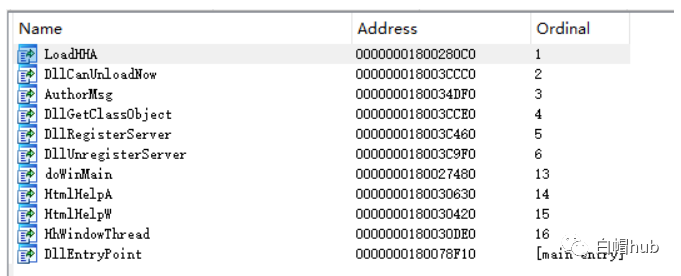 Name Address Ordinal
LoadHHA 00000001800280C0 1
DllCanUnloadNow 000000018003CCC0 2
AuthorMsg 0000000180034DF0 3
DllGetClassObject 000000018003CCE0 4
DllRegisterServer 000000018003C460 5
DllUnregisterServer 000000018003C9F0 6
doWinMain 0000000180027480 13
HtmlHelpA 0000000180030630 14
HtmlHelpW 0000000180030420 15
HhWindowThread 0000000180030DE0 16
DllEntryPoint 0000000180078F10 [main entry]
白帽hub